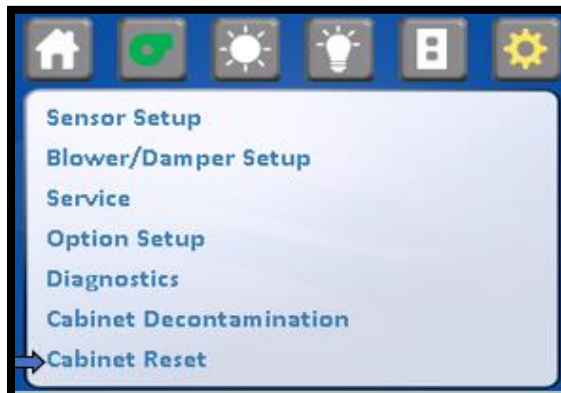 Sensor Setup
Blower/Damper Setup
Service
Option Setup
Diagnostics
Cabinet Decontamination
Cabinet Reset